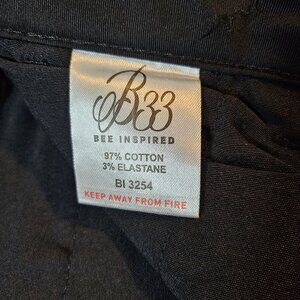 B33
BEE INSPIRED
97% COTTON
3% ELASTANE
BI 3254
KEEP AWAY FROM FIRE